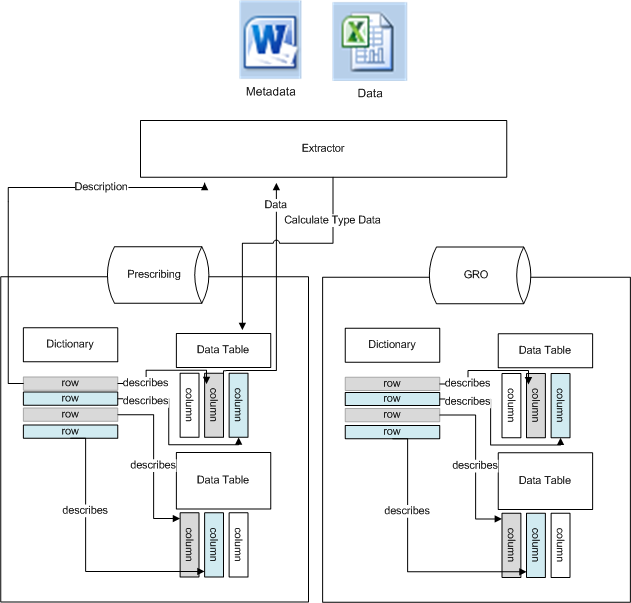 W
X
Metadata
Data
Extractor
Description
Data
Calculate Type Data
Prescribing
GRO
Dictionary
Data Table
row
describes
row
describes
row
row
column
column
column
describes
Data Table
describes
column
column
column
Dictionary
Data Table
row
describes
row
describes
row
row
column
column
column
describes
Data Table
describes
column
column
column